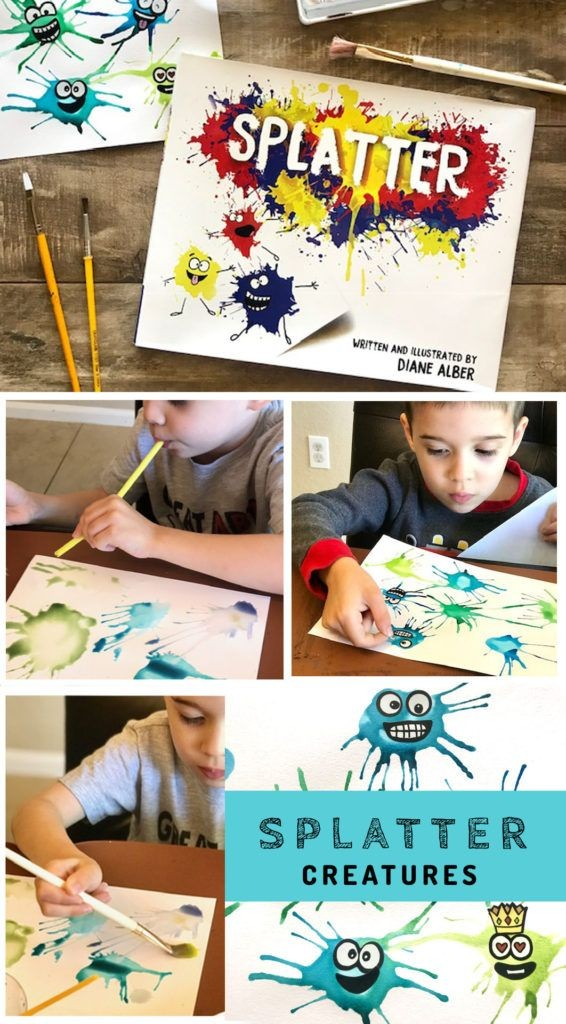 SPLATTER
WRITTEN AND ILLUSTRATED BY
DIANE ALBER
SPLATTER
CREATURES